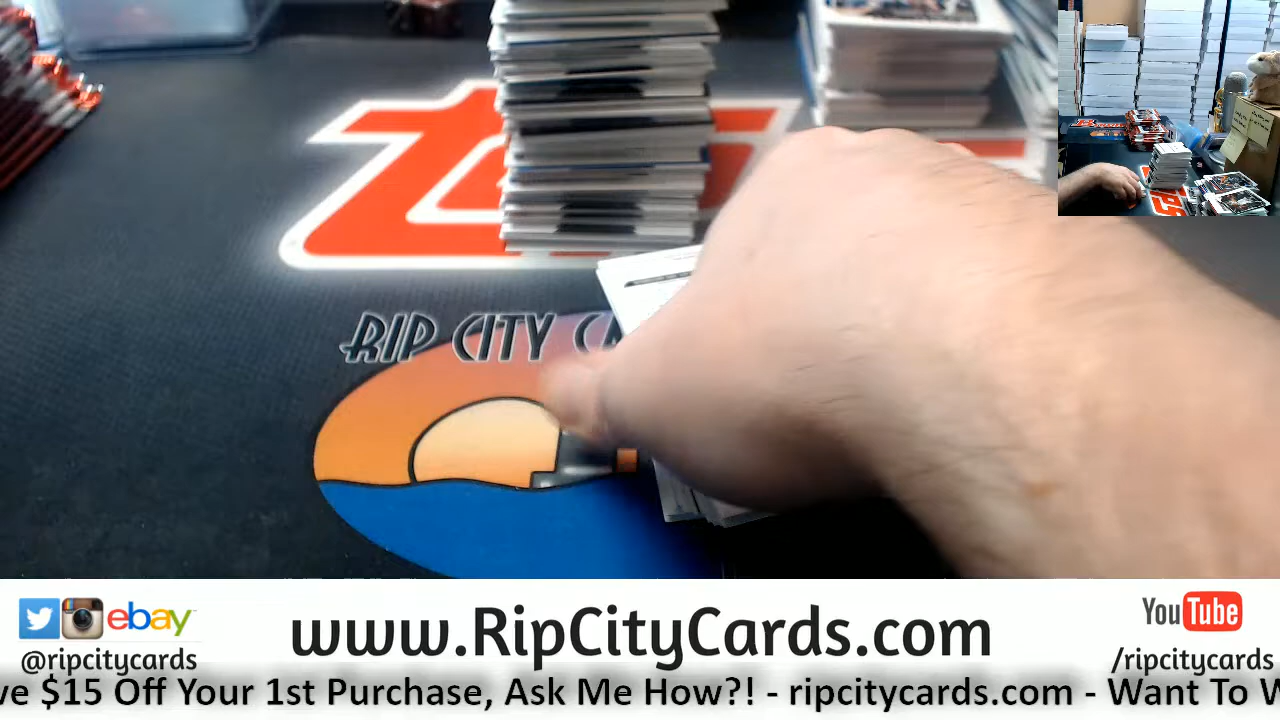 RIP CITY
ebay
@ripcitycards
www.RipCityCards.com
YouTube
/ripcitycards
ve $15 Off Your 1st Purchase, Ask Me How?! - ripcitycards.com - Want To W